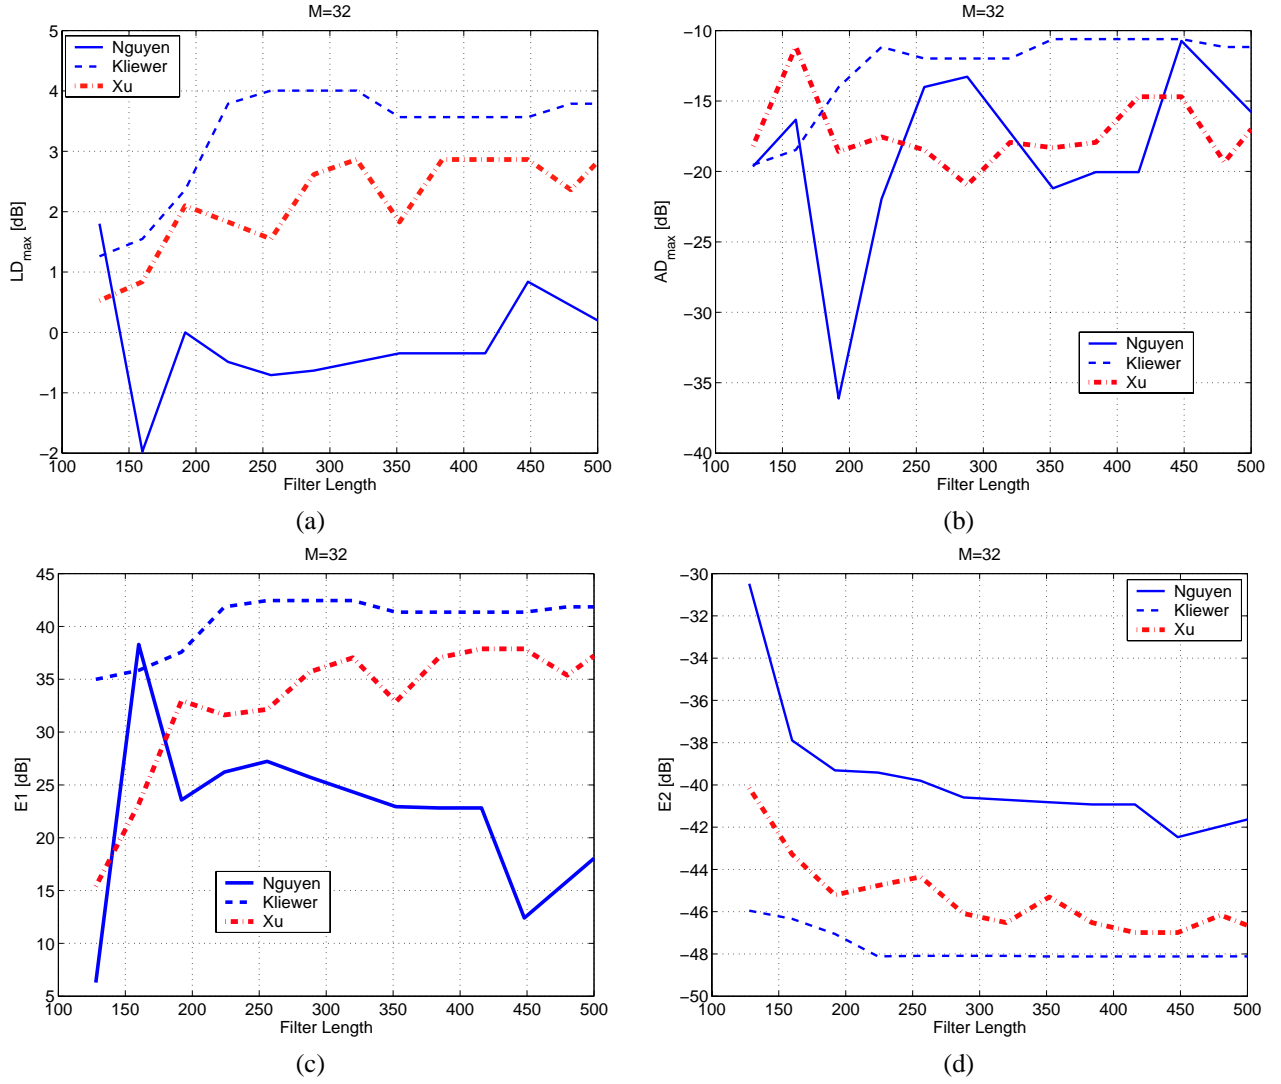 M=32
5
4
3
2
1
0
−1
−2
LD_max [dB]
Nguyen
Kliewer
Xu
100 150 200 250 300 350 400 450 500
Filter Length
(a)
M=32
−10
−15
−20
−25
−30
−35
−40
AD_max [dB]
Nguyen
Kliewer
Xu
100 150 200 250 300 350 400 450 500
Filter Length
(b)
M=32
45
40
35
30
25
20
15
10
5
E1 [dB]
Nguyen
Kliewer
Xu
100 150 200 250 300 350 400 450 500
Filter Length
(c)
M=32
−30
−32
−34
−36
−38
−40
−42
−44
−46
−48
−50
E2 [dB]
Nguyen
Kliewer
Xu
100 150 200 250 300 350 400 450 500
Filter Length
(d)